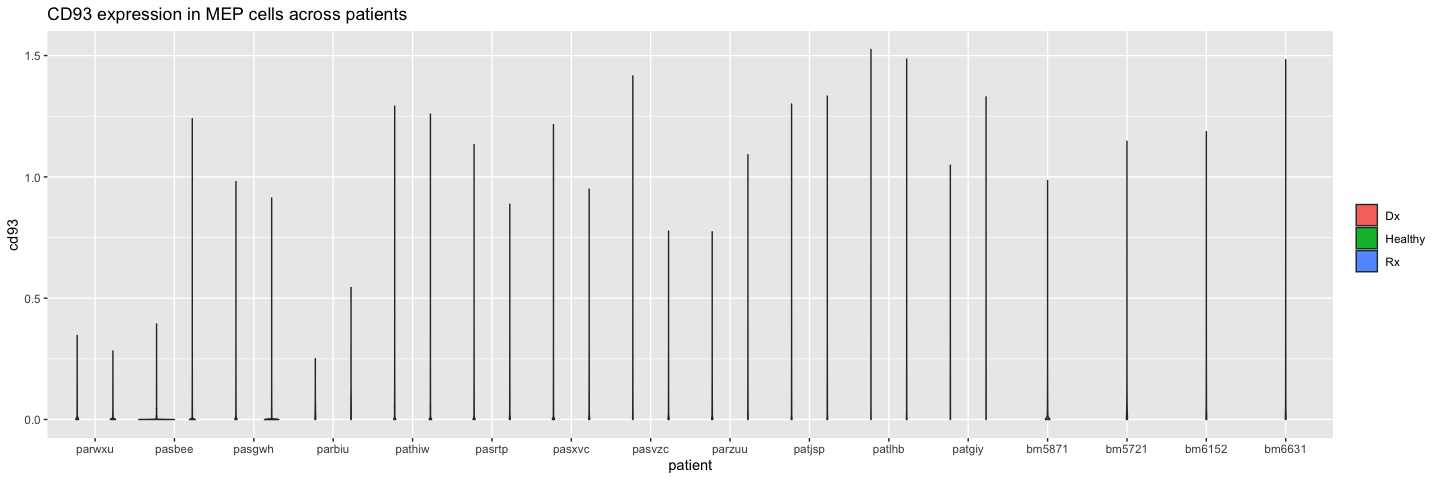 CD93 expression in MEP cells across patients
cd93
1.5
1.0
0.5
0.0
parwxu pasbee pasgwh parbiu pathiw pasrtp pasxvc pasvzc parzuu patjsp patlhb patgiy bm5871 bm5721 bm6152 bm6631
patient
Dx
Healthy
Rx